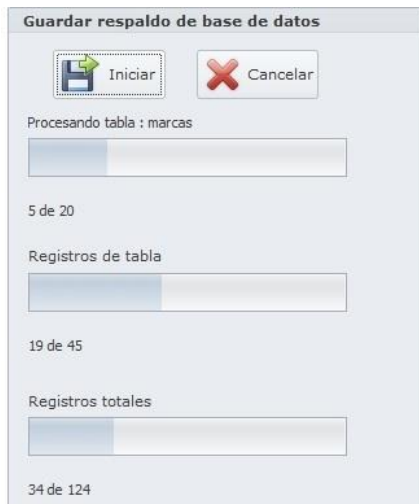 Guardar respaldo de base de datos
Iniciar
Cancelar
Procesando tabla : marcas
5 de 20
Registros de tabla
19 de 45
Registros totales
34 de 124